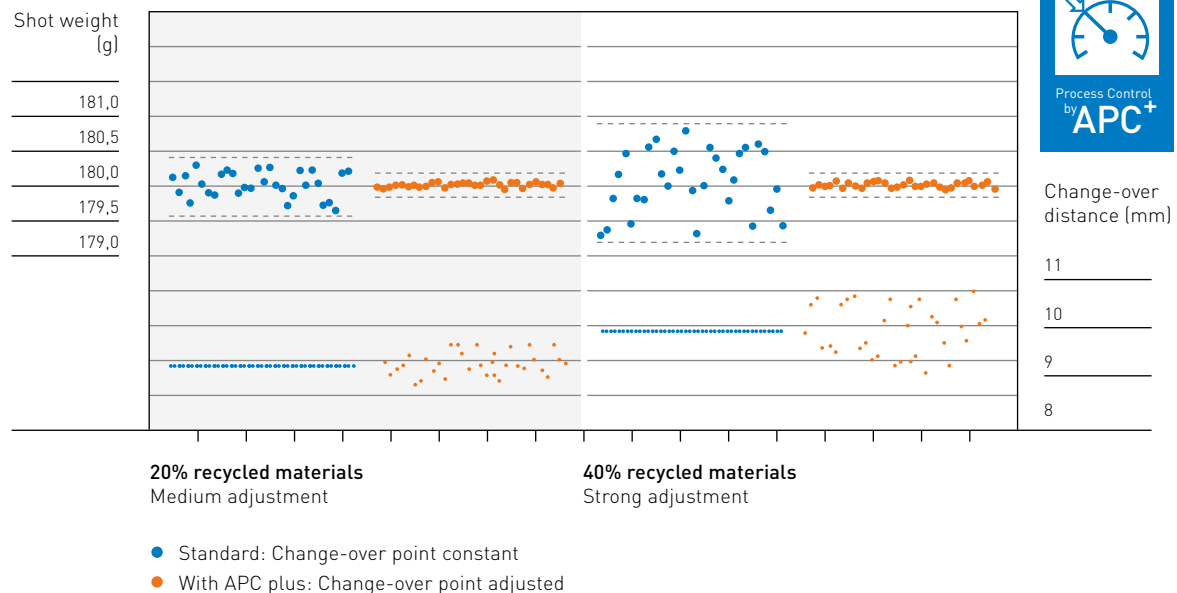 Shot weight
(g)
181,0
180,5
180,0
179,5
179,0
Process Control
by APC+
Change-over
distance (mm)
11
10
9
8
20% recycled materials
Medium adjustment
40% recycled materials
Strong adjustment
Standard: Change-over point constant
With APC plus: Change-over point adjusted